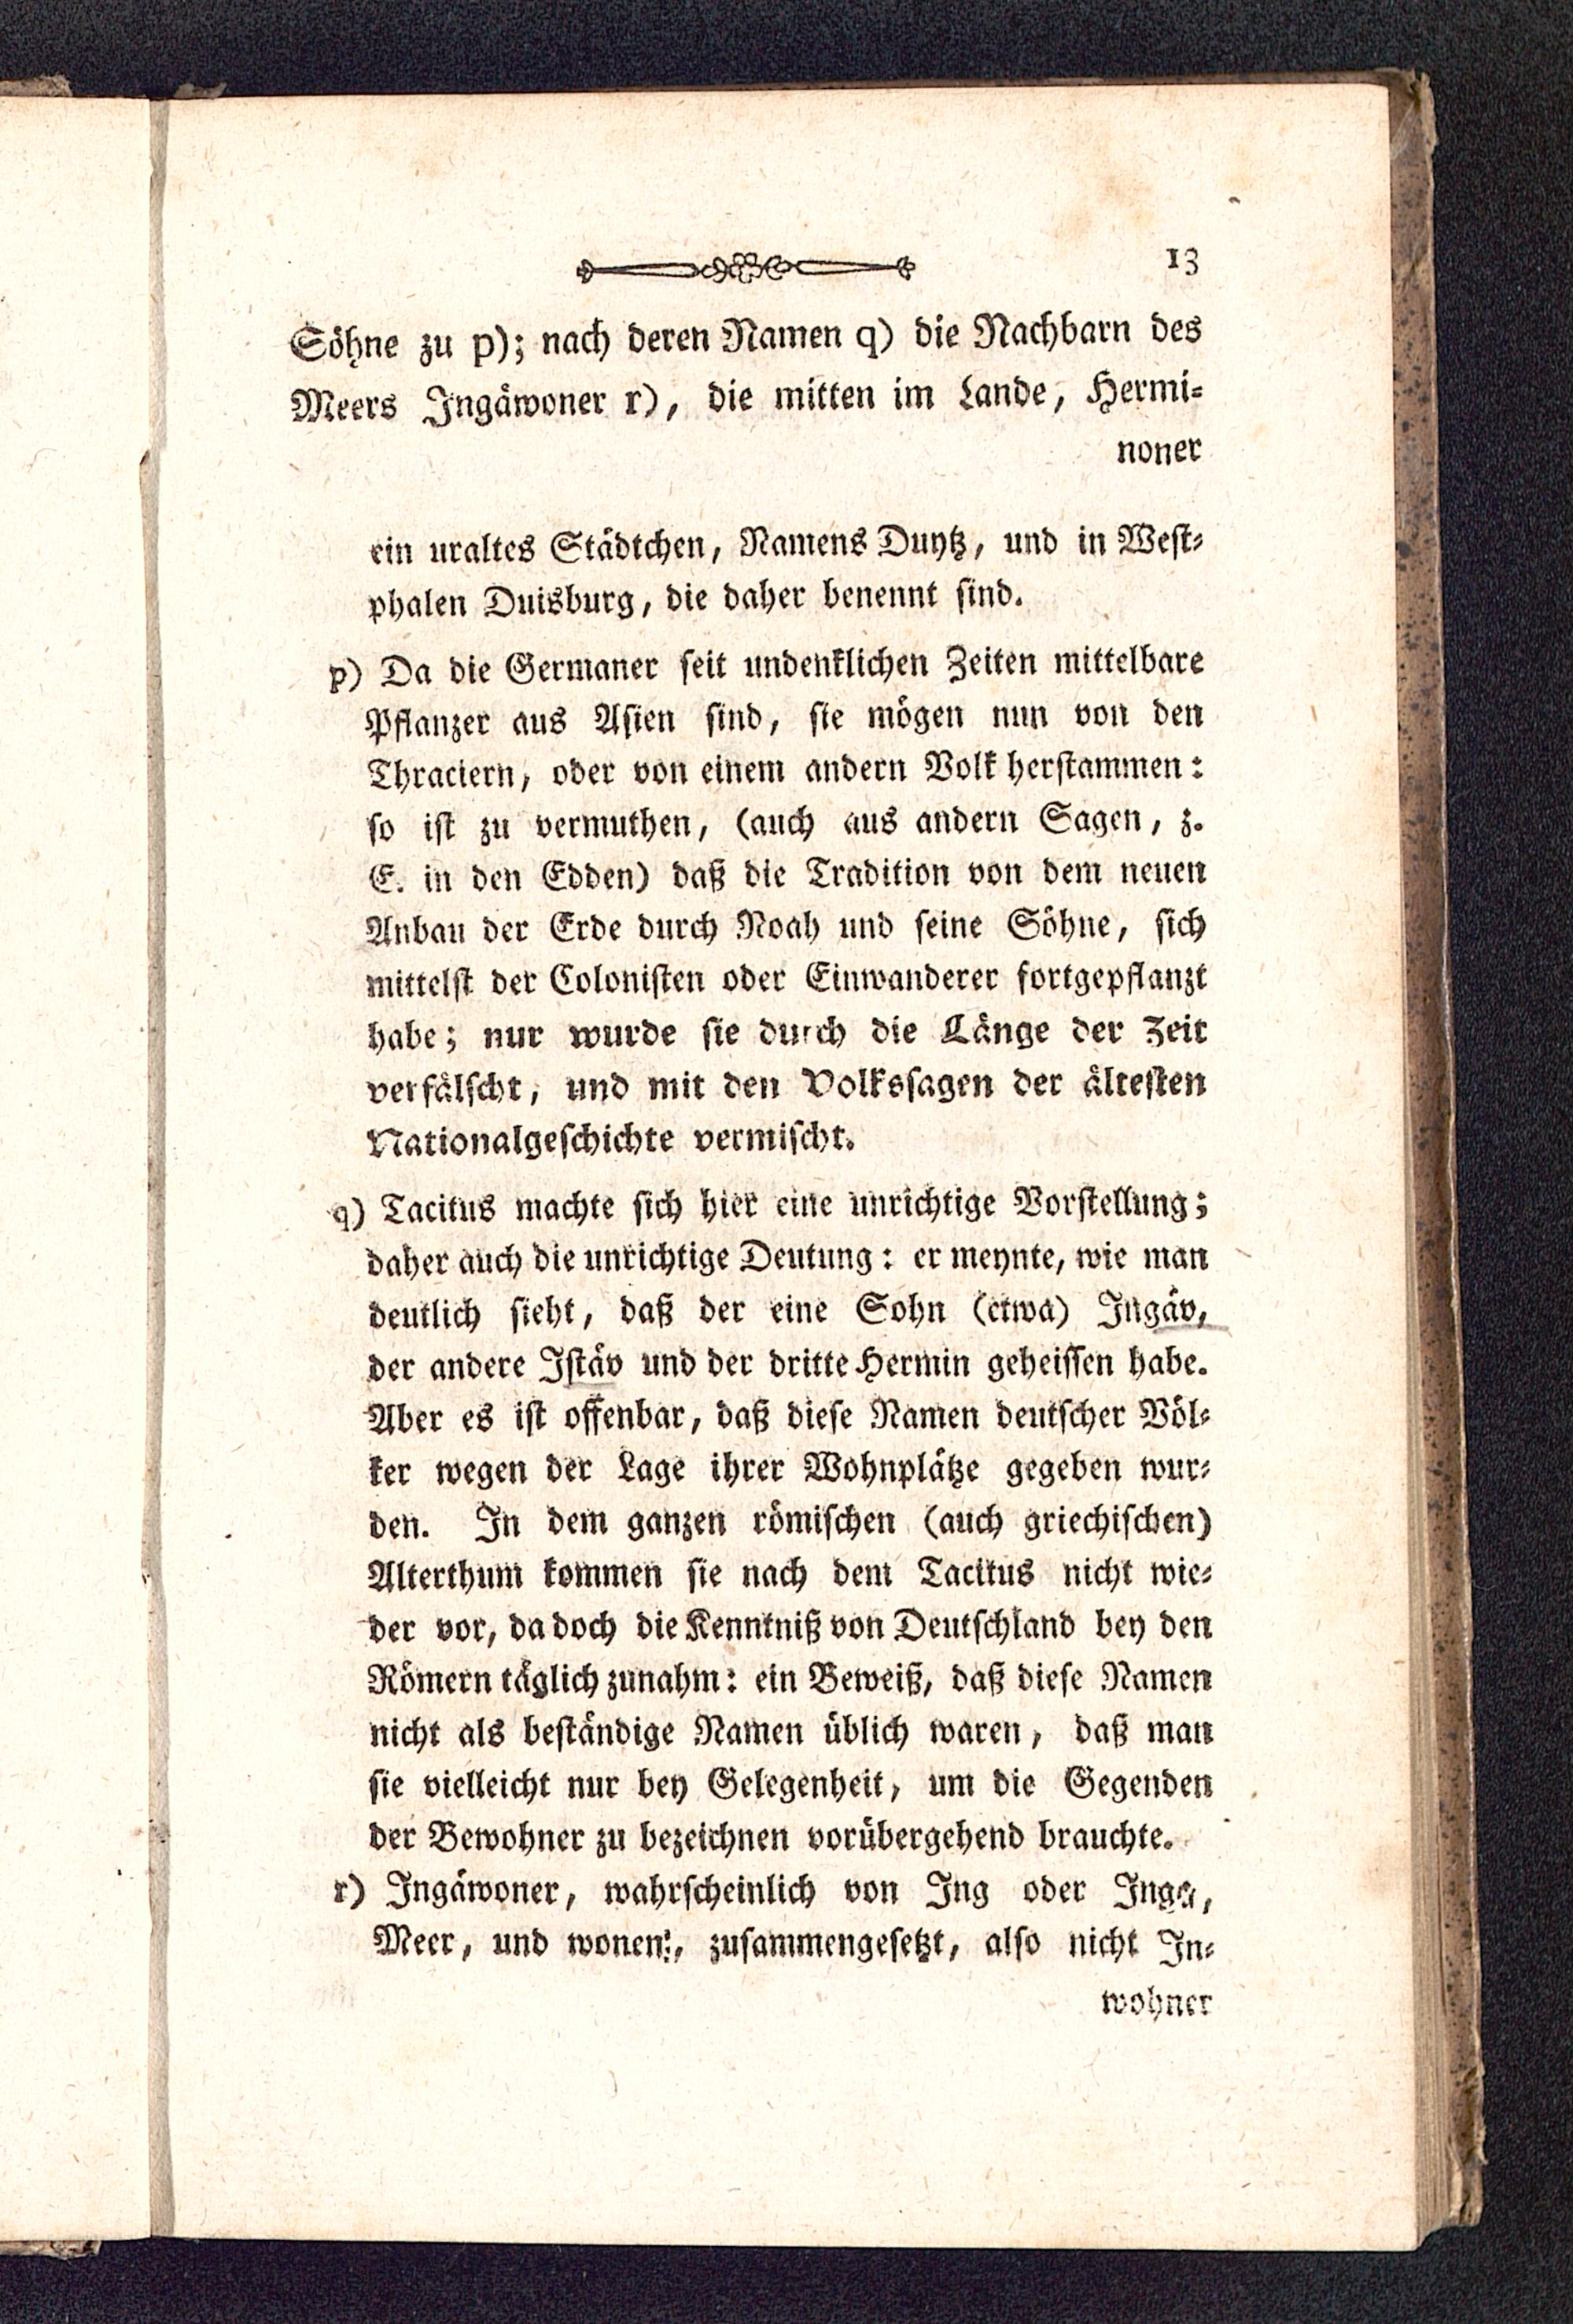 13
Söhne zu p); nach deren Namen q) die Nachbarn des
Meers Ingäwoner r), die mitten im Lande, Hermi-
noner
ein uraltes Städtchen, Namens Duytz, und in West-
phalen Duisburg, die daher benennt sind.
p) Da die Germaner seit undenklichen Zeiten mittelbare
Pflanzer aus Asien sind, sie mögen nun von den
Thraciern, oder von einem andern Volk herstammen:
so ist zu vermuthen, (auch aus andern Sagen, z.
E. in den Edden) daß die Tradition von dem neuen
Anbau der Erde durch Noah und seine Söhne, sich
mittelst der Colonisten oder Einwanderer fortgepflanzt
habe; nur wurde sie durch die Länge der Zeit
verfälscht, und mit den Volkssagen der ältesten
Nationalgeschichte vermischt.
q) Tacitus machte sich hier eine unrichtige Vorstellung;
daher auch die unrichtige Deutung: er meynte, wie man
deutlich sieht, daß der eine Sohn (etwa) Ingäv,
der andere Istäv und der dritte Hermin geheissen habe.
Aber es ist offenbar, daß diese Namen deutscher Völ-
ker wegen der Lage ihrer Wohnplätze gegeben wur-
den. In dem ganzen römischen (auch griechischen)
Alterthum kommen sie nach dem Tacitus nicht wie-
der vor, da doch die Kenntniß von Deutschland bey den
Römern täglich zunahm: ein Beweiß, daß diese Namen
nicht als beständige Namen üblich waren, daß man
sie vielleicht nur bey Gelegenheit, um die Gegenden
der Bewohner zu bezeichnen vorübergehend brauchte.
r) Ingäwoner, wahrscheinlich von Ing oder Inga,
Meer, und wonen, zusammengesetzt, also nicht In-
wohner